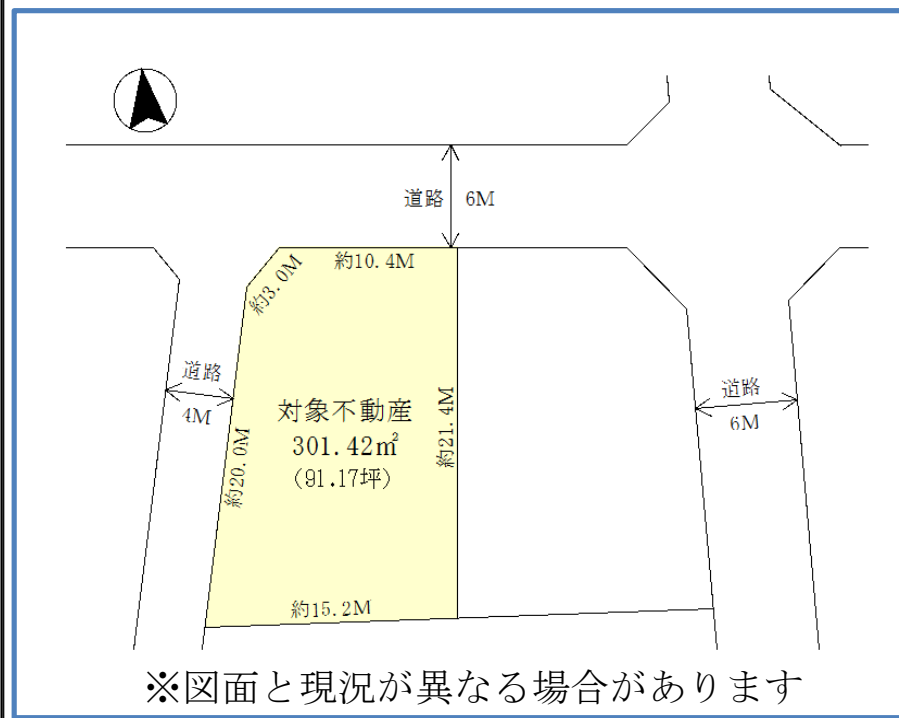 道路 6M
約10.4M
約3.0M
道路
4M
対象不動産
301.42㎡
(91.17坪)
約20.0M
約21.4M
道路
6M
約15.2M
※図面と現況が異なる場合があります